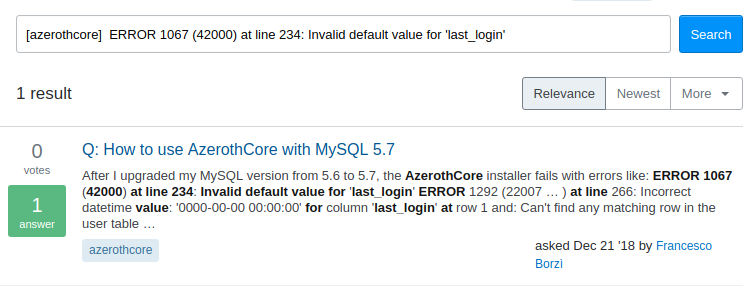 [azerothcore] ERROR 1067 (42000) at line 234: Invalid default value for 'last_login'
Search
1 result
Relevance
Newest
More
0
votes
1
answer
Q: How to use AzerothCore with MySQL 5.7
After I upgraded my MySQL version from 5.6 to 5.7, the AzerothCore installer fails with errors like: ERROR 1067
(42000) at line 234: Invalid default value for 'last_login' ERROR 1292 (22007 … ) at line 266: Incorrect
datetime value: '0000-00-00 00:00:00' for column 'last_login' at row 1 and: Can't find any matching row in the
user table …
azerothcore
asked Dec 21 '18 by Francesco
Borzì